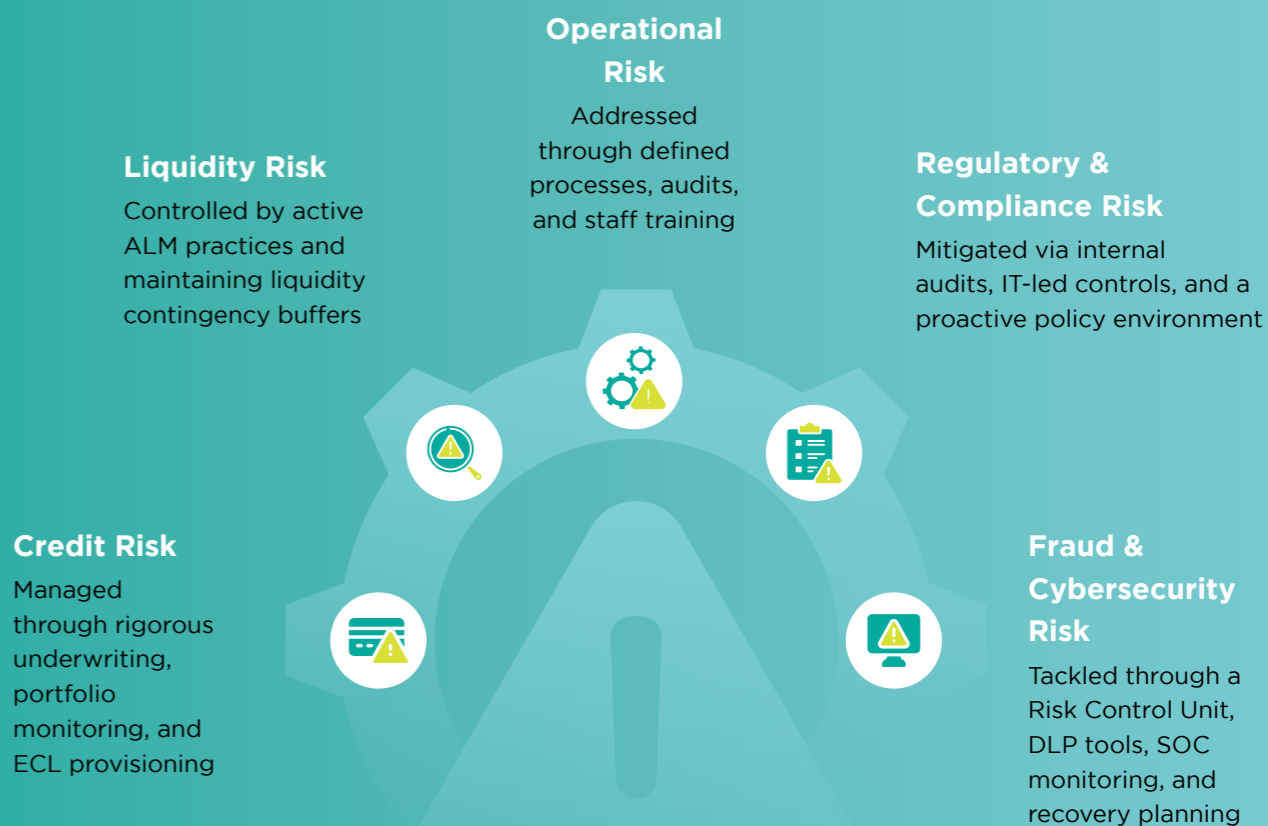 Operational
Risk
Addressed
through defined
processes, audits,
and staff training
Liquidity Risk
Controlled by active
ALM practices and
maintaining liquidity
contingency buffers
Regulatory &
Compliance Risk
Mitigated via internal
audits, IT-led controls, and a
proactive policy environment
Credit Risk
Managed
through rigorous
underwriting,
portfolio
monitoring, and
ECL provisioning
Fraud &
Cybersecurity
Risk
Tackled through a
Risk Control Unit,
DLP tools, SOC
monitoring, and
recovery planning